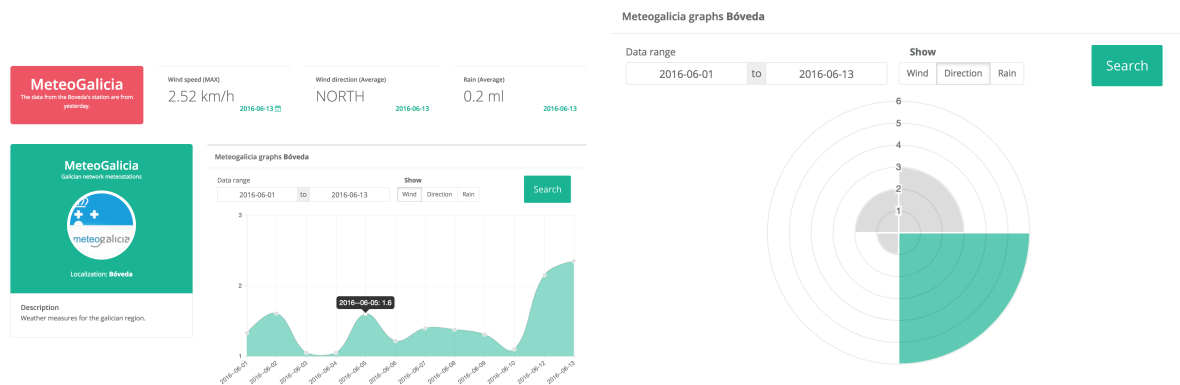 MeteoGalicia
The data from the Boveda's station are from
yesterday.
Wind speed (MAX)
2.52 km/h
2016-06-13
Wind direction (Average)
NORTH
2016-06-13
Rain (Average)
0.2 ml
2016-06-13
MeteoGalicia
Galician network meteostations
meteogalicia
Localization: Bóveda
Description
Weather measures for the galician region.
Meteogalicia graphs Bóveda
Data range
Show
2016-06-01 to 2016-06-13
Wind Direction Rain
Search
3
2
1
2016--06-05: 1.6
2016--06-01
2016--06-02
2016--06-03
2016--06-04
2016--06-05
2016--06-06
2016--06-07
2016--06-08
2016--06-09
2016--06-10
2016--06-12
2016--06-13
Meteogalicia graphs Bóveda
Data range
Show
2016-06-01 to 2016-06-13
Wind Direction Rain
Search
6
5
4
3
2
1